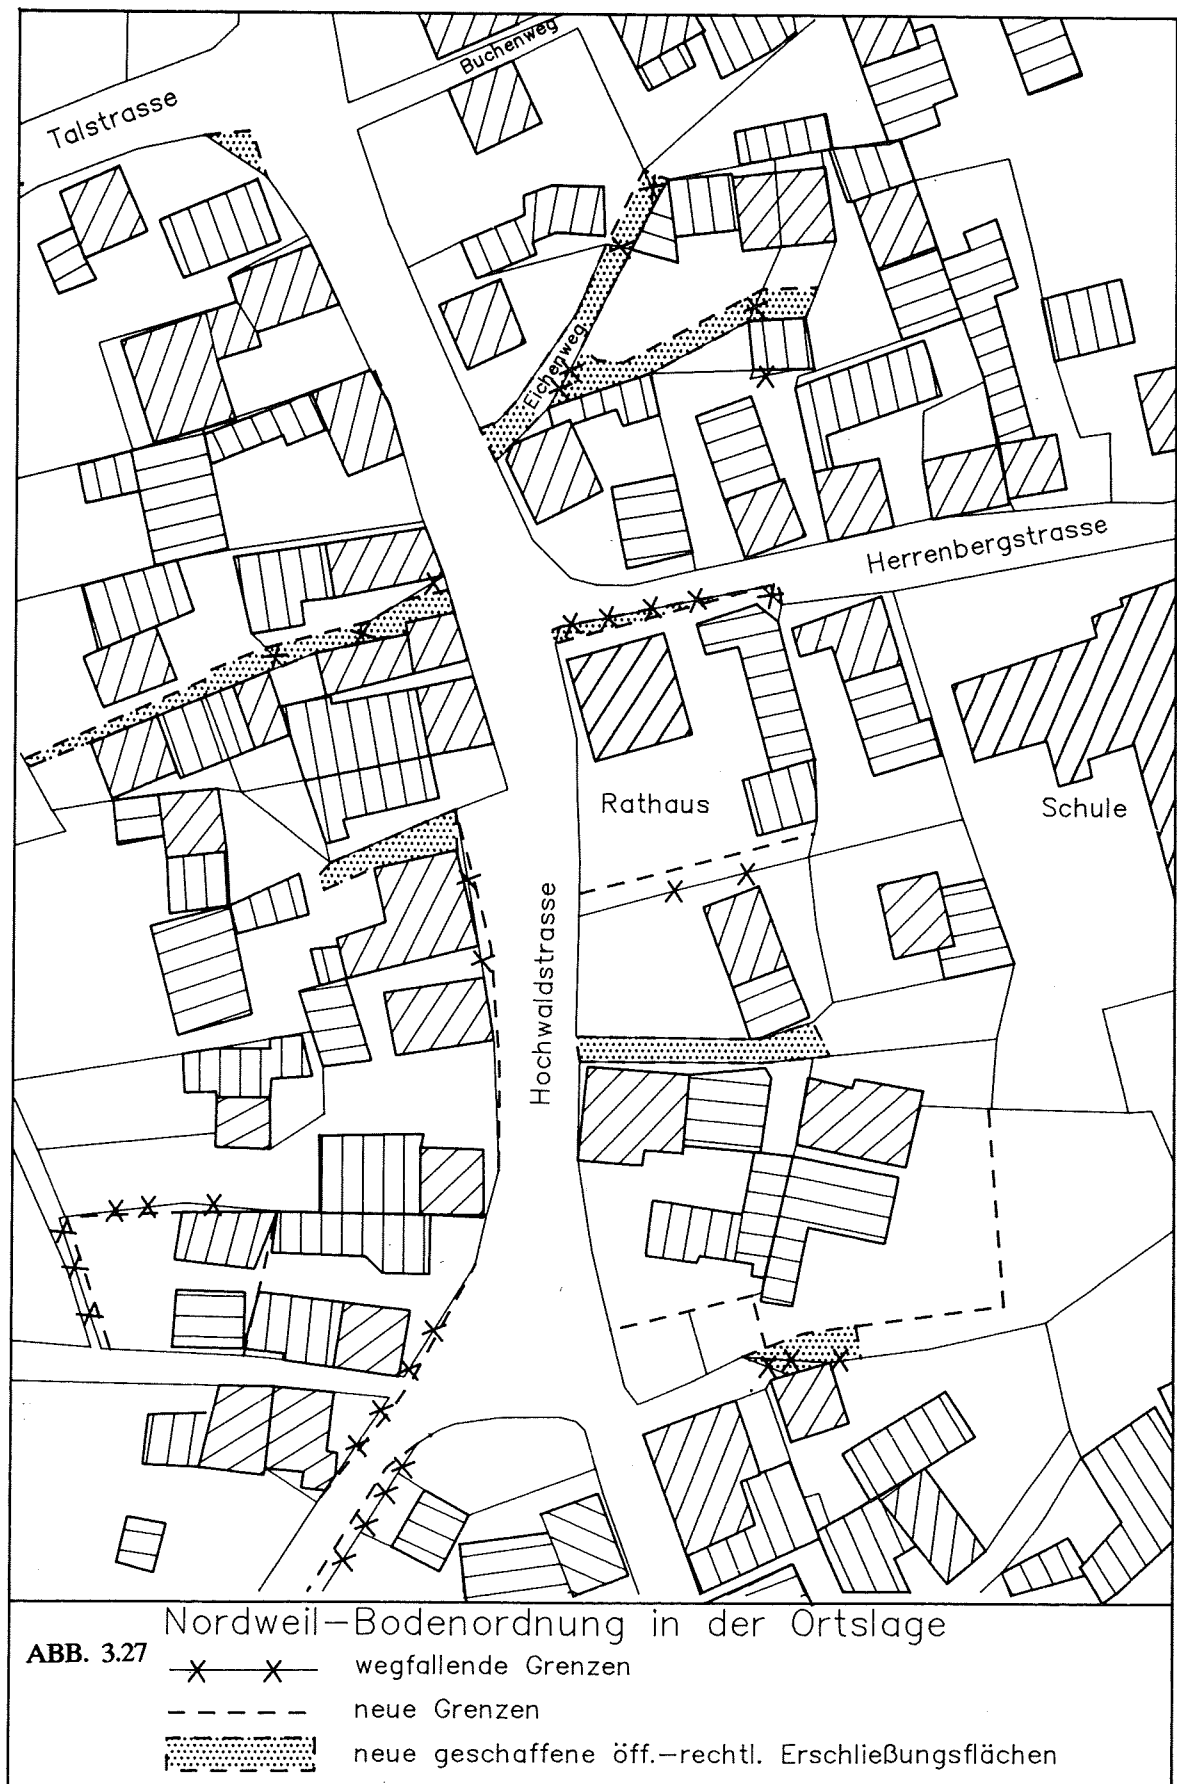 Buchenweg
Talstrasse
Eichenweg
Herrenbergstrasse
Rathaus
Schule
Hochwaldstrasse
Nordweil-Bodenordnung in der Ortslage
ABB. 3.27
wegfallende Grenzen
neue Grenzen
neue geschaffene öff.-rechtl. Erschließungsflächen